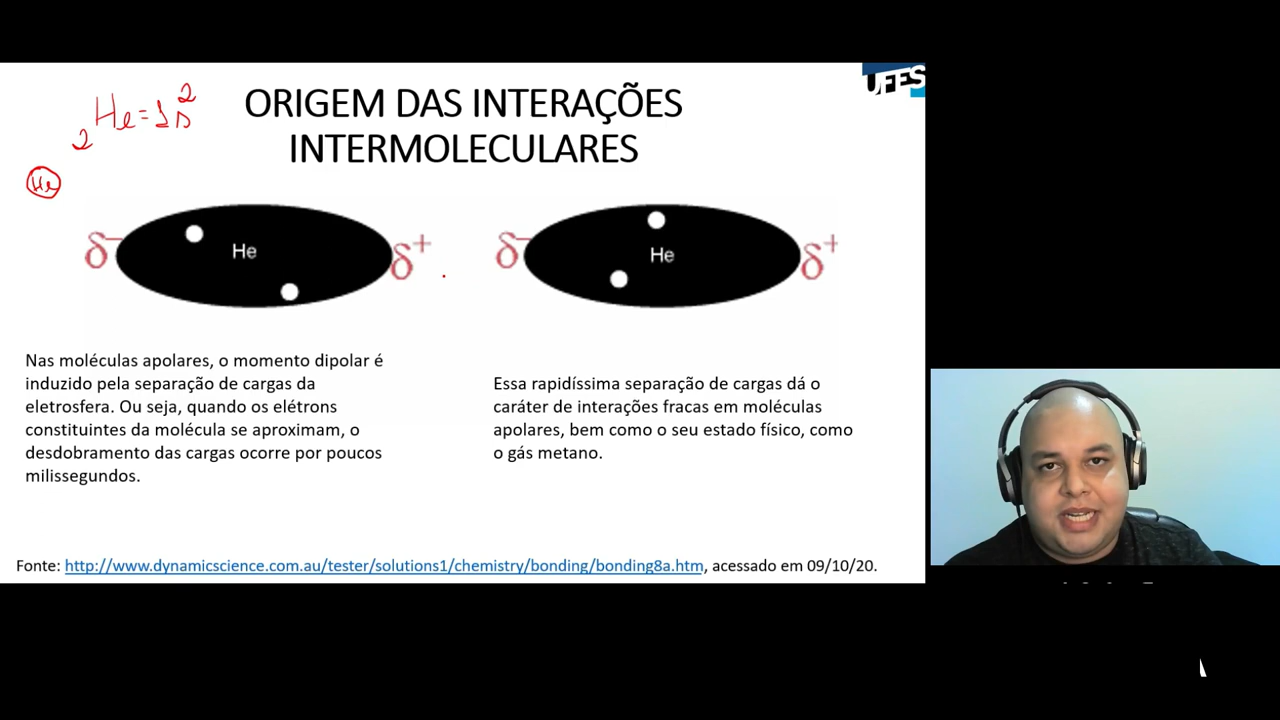 ₂He=1s²
ORIGEM DAS INTERAÇÕES
INTERMOLECULARES
UFES
He
δ⁻ He δ⁺
δ⁻ He δ⁺
Nas moléculas apolares, o momento dipolar é
induzido pela separação de cargas da
eletrosfera. Ou seja, quando os elétrons
constituintes da molécula se aproximam, o
desdobramento das cargas ocorre por poucos
milissegundos.
Essa rapidíssima separação de cargas dá o
caráter de interações fracas em moléculas
apolares, bem como o seu estado físico, como
o gás metano.
Fonte: http://www.dynamicscience.com.au/tester/solutions1/chemistry/bonding/bonding8a.htm, acessado em 09/10/20.